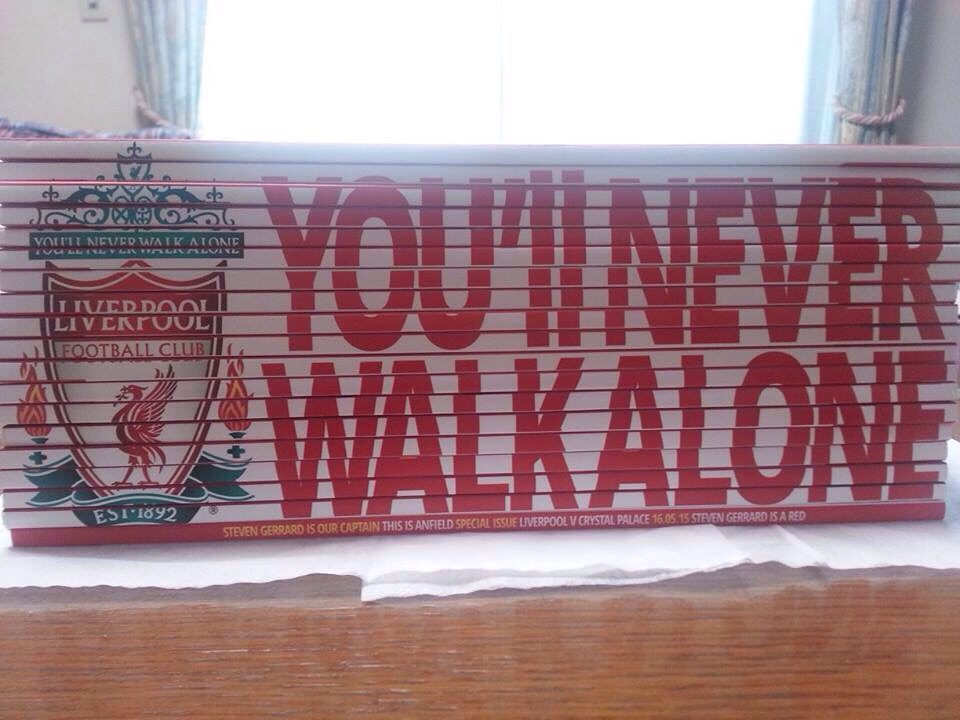 YOU'LL NEVER WALK ALONE
LIVERPOOL
FOOTBALL CLUB
EST·1892
®
YOU'll NEVER
WALK ALONE
STEVEN GERRARD IS OUR CAPTAIN THIS IS ANFIELD SPECIAL ISSUE LIVERPOOL V CRYSTAL PALACE 16.05.15 STEVEN GERRARD IS A RED